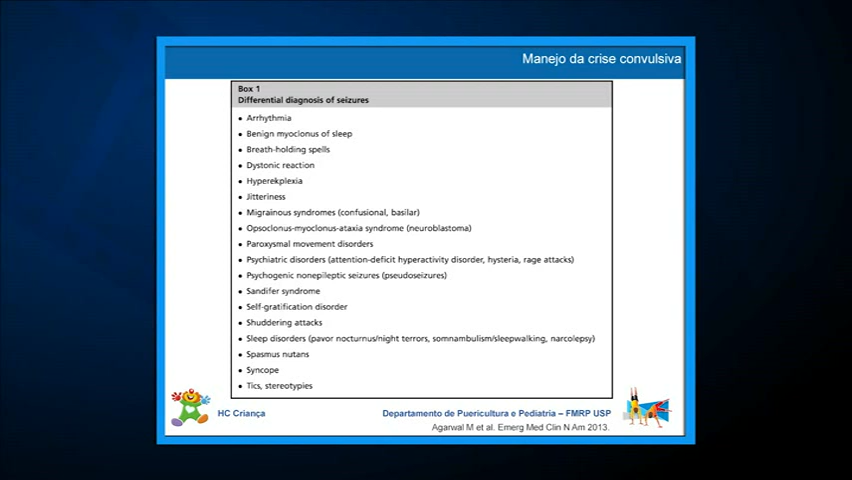 Manejo da crise convulsiva
Box 1
Differential diagnosis of seizures
• Arrhythmia
• Benign myoclonus of sleep
• Breath-holding spells
• Dystonic reaction
• Hyperekplexia
• Jitteriness
• Migrainous syndromes (confusional, basilar)
• Opsoclonus-myoclonus-ataxia syndrome (neuroblastoma)
• Paroxysmal movement disorders
• Psychiatric disorders (attention-deficit hyperactivity disorder, hysteria, rage attacks)
• Psychogenic nonepileptic seizures (pseudoseizures)
• Sandifer syndrome
• Self-gratification disorder
• Shuddering attacks
• Sleep disorders (pavor nocturnus/night terrors, somnambulism/sleepwalking, narcolepsy)
• Spasmus nutans
• Syncope
• Tics, stereotypies
HC Criança
Departamento de Puericultura e Pediatria – FMRP USP
Agarwal M et al. Emerg Med Clin N Am 2013.